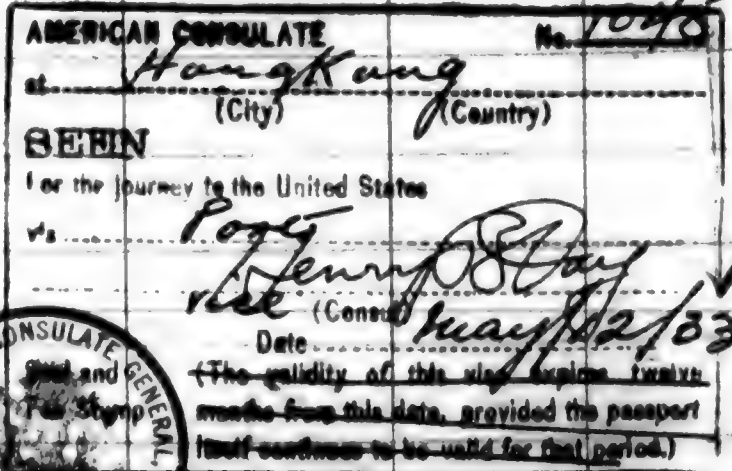 AMERICAN CONSULATE No. 1045
at HongKong
(City) (Country)
SEEN
For the journey to the United States
via Ports
Henry B Day
vice (Consul)
Date May 12/33
CONSULATE GENERAL,
and (The validity of this visa expires twelve
Fee Stamp months from this date, provided the passport
itself continues to be valid for that period.)